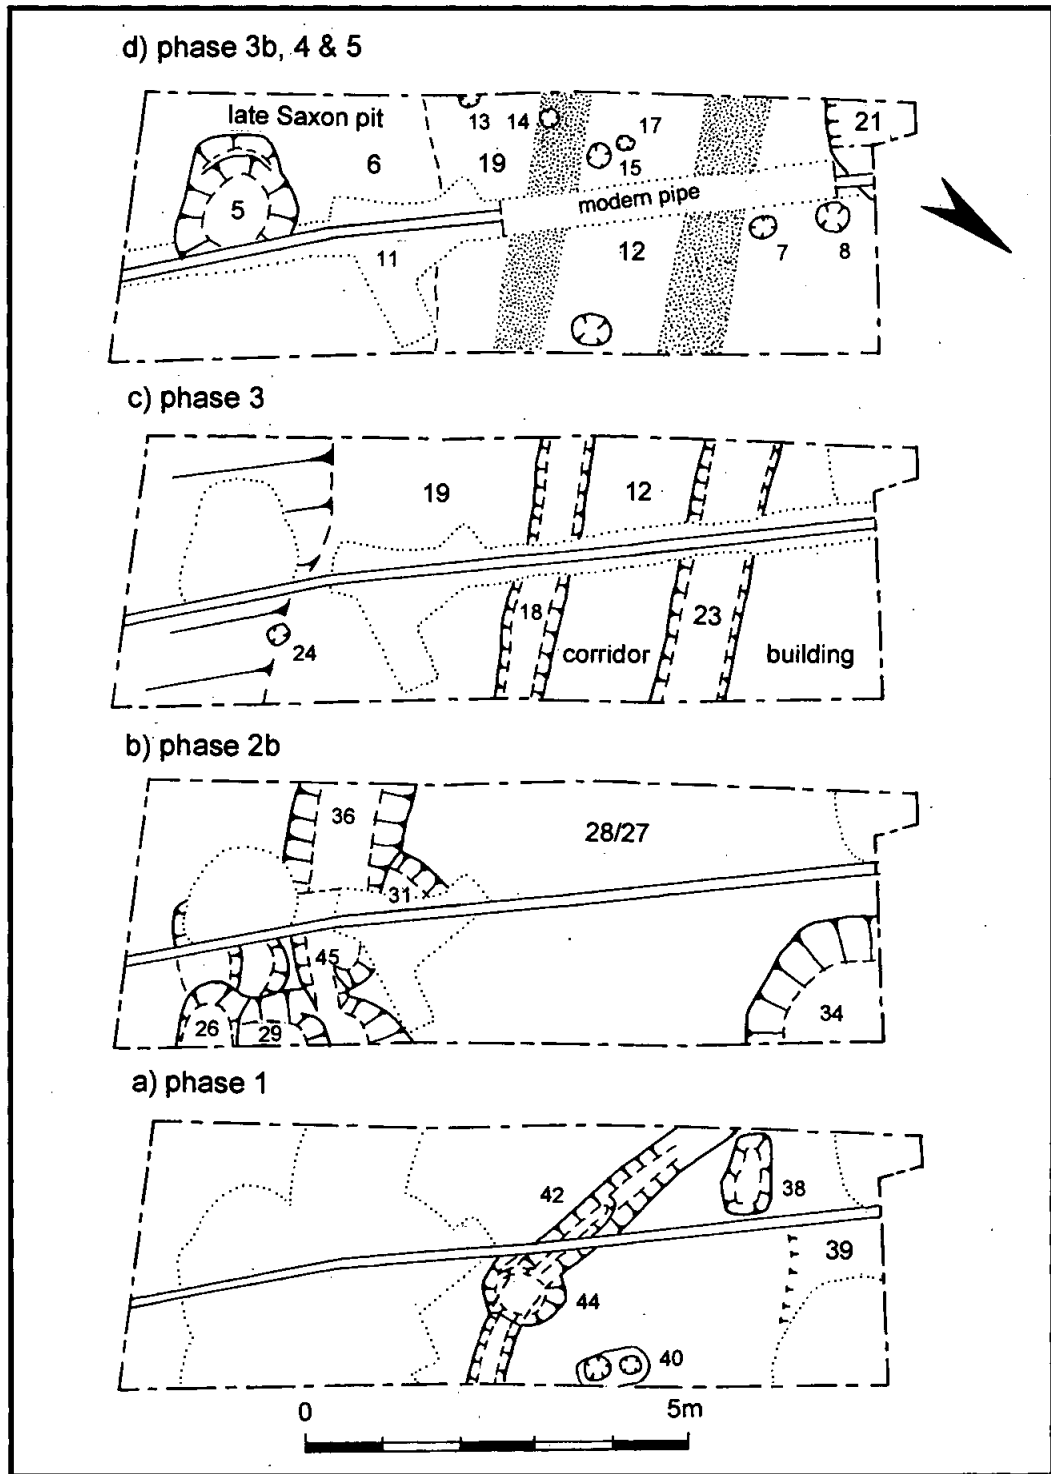 d) phase 3b, 4 & 5
late Saxon pit
13 14 17 21
6 19 15
5 modern pipe
11 12 7 8
c) phase 3
19 12
18 23
24 corridor building
b) phase 2b
36 28/27
31
45
26 29 34
a) phase 1
42 38
39
44
40
0 5m